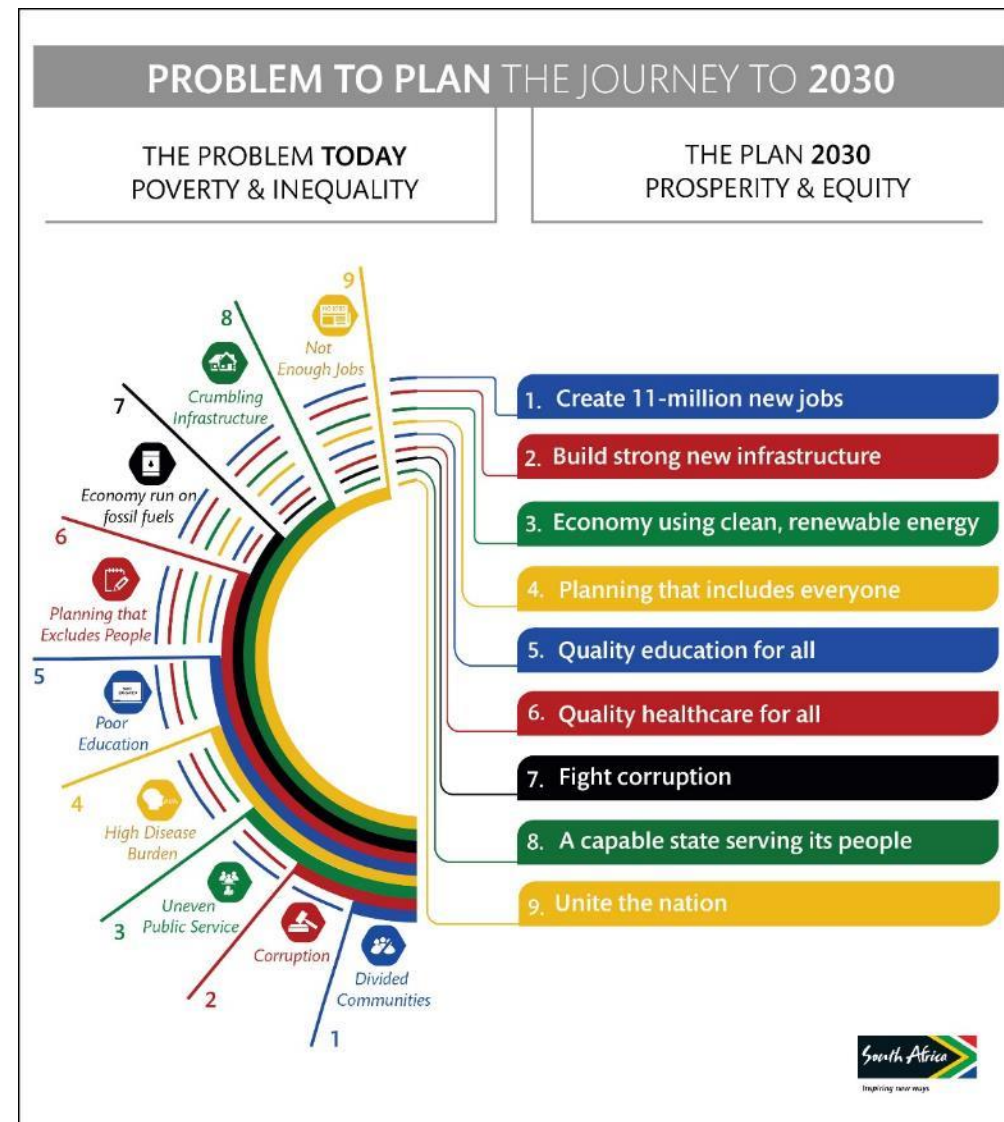 PROBLEM TO PLAN THE JOURNEY TO 2030
THE PROBLEM TODAY
POVERTY & INEQUALITY
THE PLAN 2030
PROSPERITY & EQUITY
9
Not
Enough Jobs
8
Crumbling
Infrastructure
7
Economy run on
fossil fuels
6
Planning that
Excludes People
5
Poor
Education
4
High Disease
Burden
3
Uneven
Public Service
2
Corruption
1
Divided
Communities
1. Create 11-million new jobs
2. Build strong new infrastructure
3. Economy using clean, renewable energy
4. Planning that includes everyone
5. Quality education for all
6. Quality healthcare for all
7. Fight corruption
8. A capable state serving its people
9. Unite the nation
South Africa
Inspiring new ways